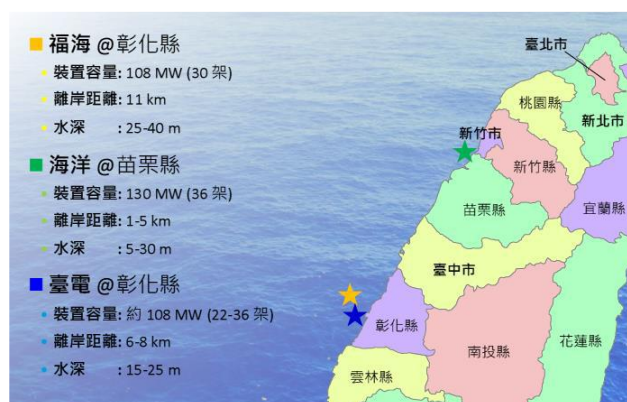 福海 @彰化縣
裝置容量: 108 MW (30 架)
離岸距離: 11 km
水深 : 25-40 m
海洋 @苗栗縣
裝置容量: 130 MW (36 架)
離岸距離: 1-5 km
水深 : 5-30 m
臺電 @彰化縣
裝置容量: 約 108 MW (22-36 架)
離岸距離: 6-8 km
水深 : 15-25 m
臺北市
桃園縣
新北市
新竹市
新竹縣
宜蘭縣
苗栗縣
臺中市
彰化縣
南投縣
花蓮縣
雲林縣